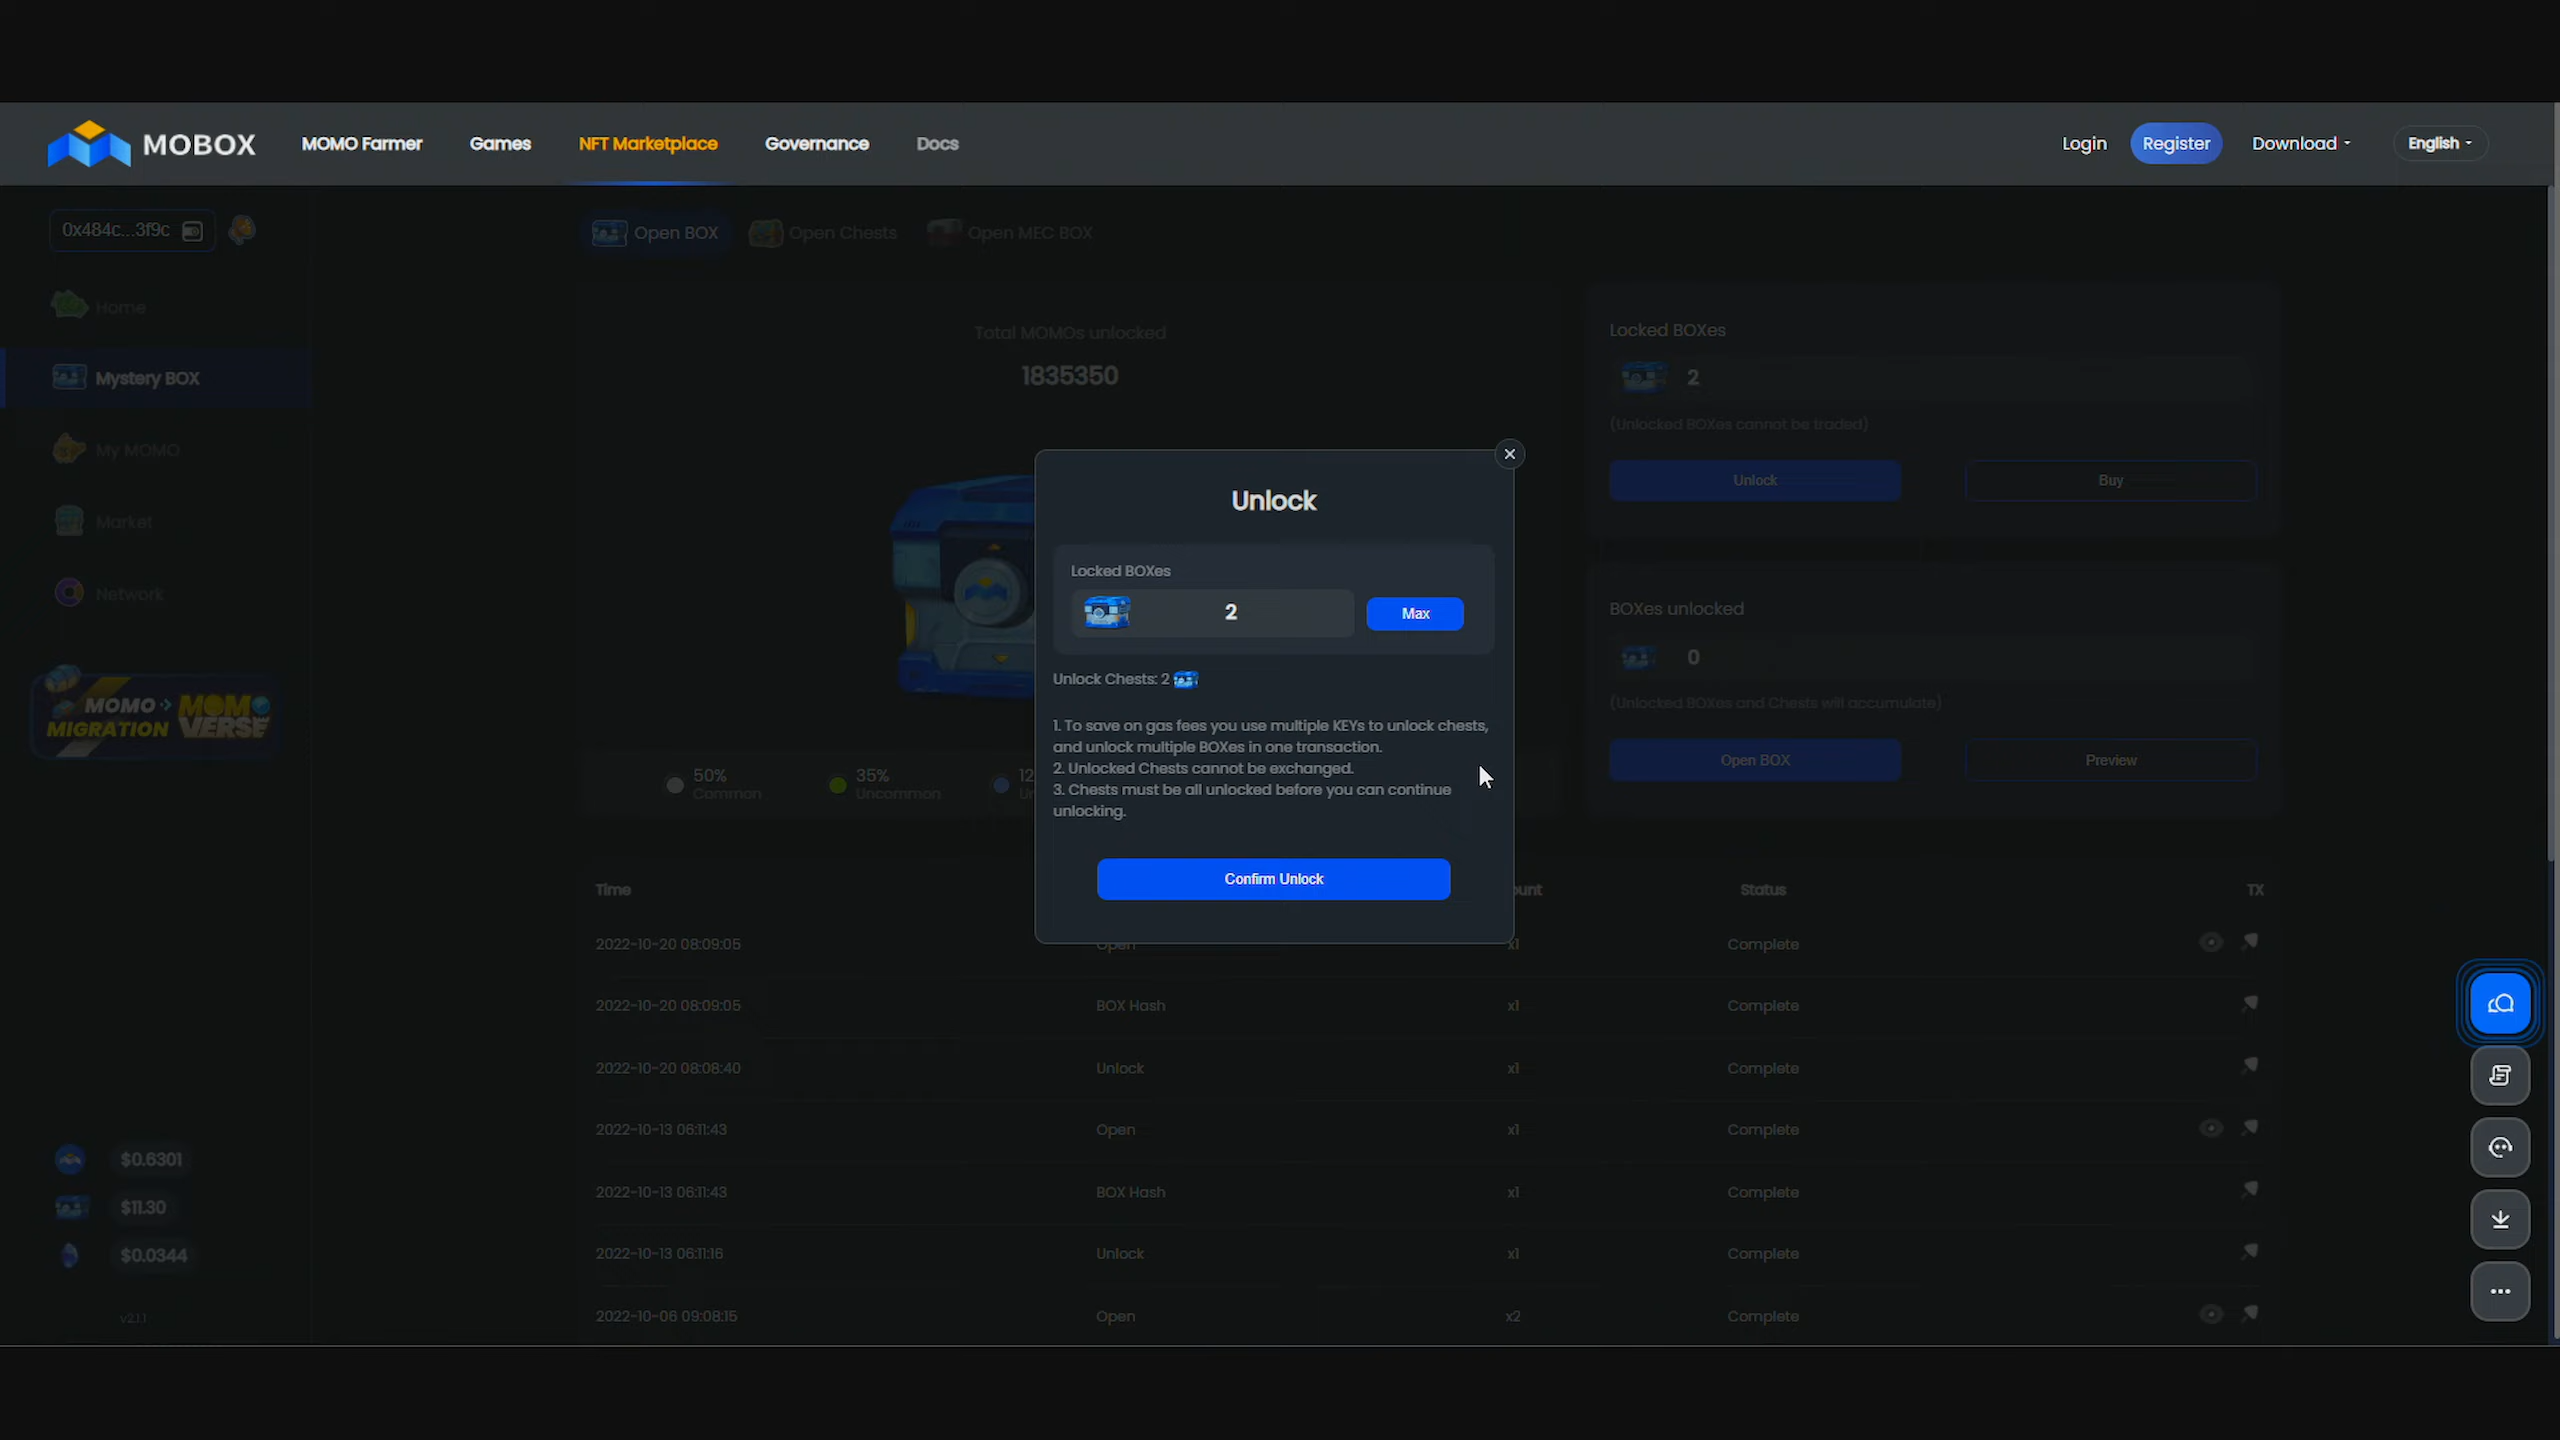 MOBOX
MOMO Farmer
Games
NFT Marketplace
Governance
Docs
Login
Register
Download
English
0x484c...3f9c
Open BOX
Open Chests
Open MEC BOX
Home
Mystery BOX
My MOMO
Market
Network
MOMO
MIGRATION
MOMO
VERSE
Total MOMOs unlocked
1835350
Locked BOXes
2
(Unlocked BOXes cannot be traded)
Unlock
Buy
BOXes unlocked
0
(Unlocked BOXes and Chests will accumulate)
Open BOX
Preview
Unlock
Locked BOXes
2
Max
Unlock Chests: 2
1. To save on gas fees you use multiple KEYs to unlock chests,
and unlock multiple BOXes in one transaction.
2. Unlocked Chests cannot be exchanged.
3. Chests must be all unlocked before you can continue
unlocking.
Confirm Unlock
50%
Common
35%
Uncommon
Time
Status
TX
2022-10-20 08:09:05
Open
x1
Complete
2022-10-20 08:09:05
BOX Hash
x1
Complete
2022-10-20 08:08:40
Unlock
x1
Complete
2022-10-13 06:11:43
Open
x1
Complete
2022-10-13 06:11:43
BOX Hash
x1
Complete
2022-10-13 06:11:16
Unlock
x1
Complete
2022-10-06 09:08:15
Open
x2
Complete
$0.6301
$11.30
$0.0344
v2.1.1